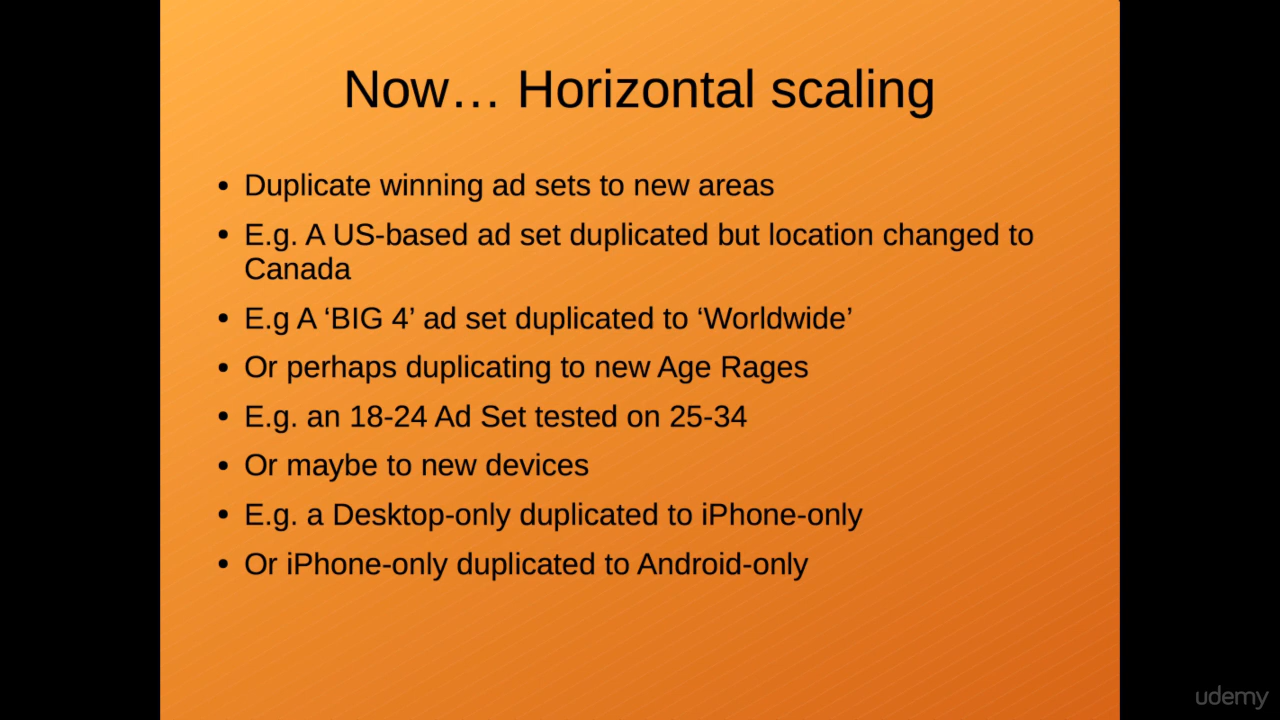 Now… Horizontal scaling
• Duplicate winning ad sets to new areas
• E.g. A US-based ad set duplicated but location changed to
Canada
• E.g A ‘BIG 4’ ad set duplicated to ‘Worldwide’
• Or perhaps duplicating to new Age Rages
• E.g. an 18-24 Ad Set tested on 25-34
• Or maybe to new devices
• E.g. a Desktop-only duplicated to iPhone-only
• Or iPhone-only duplicated to Android-only
udemy